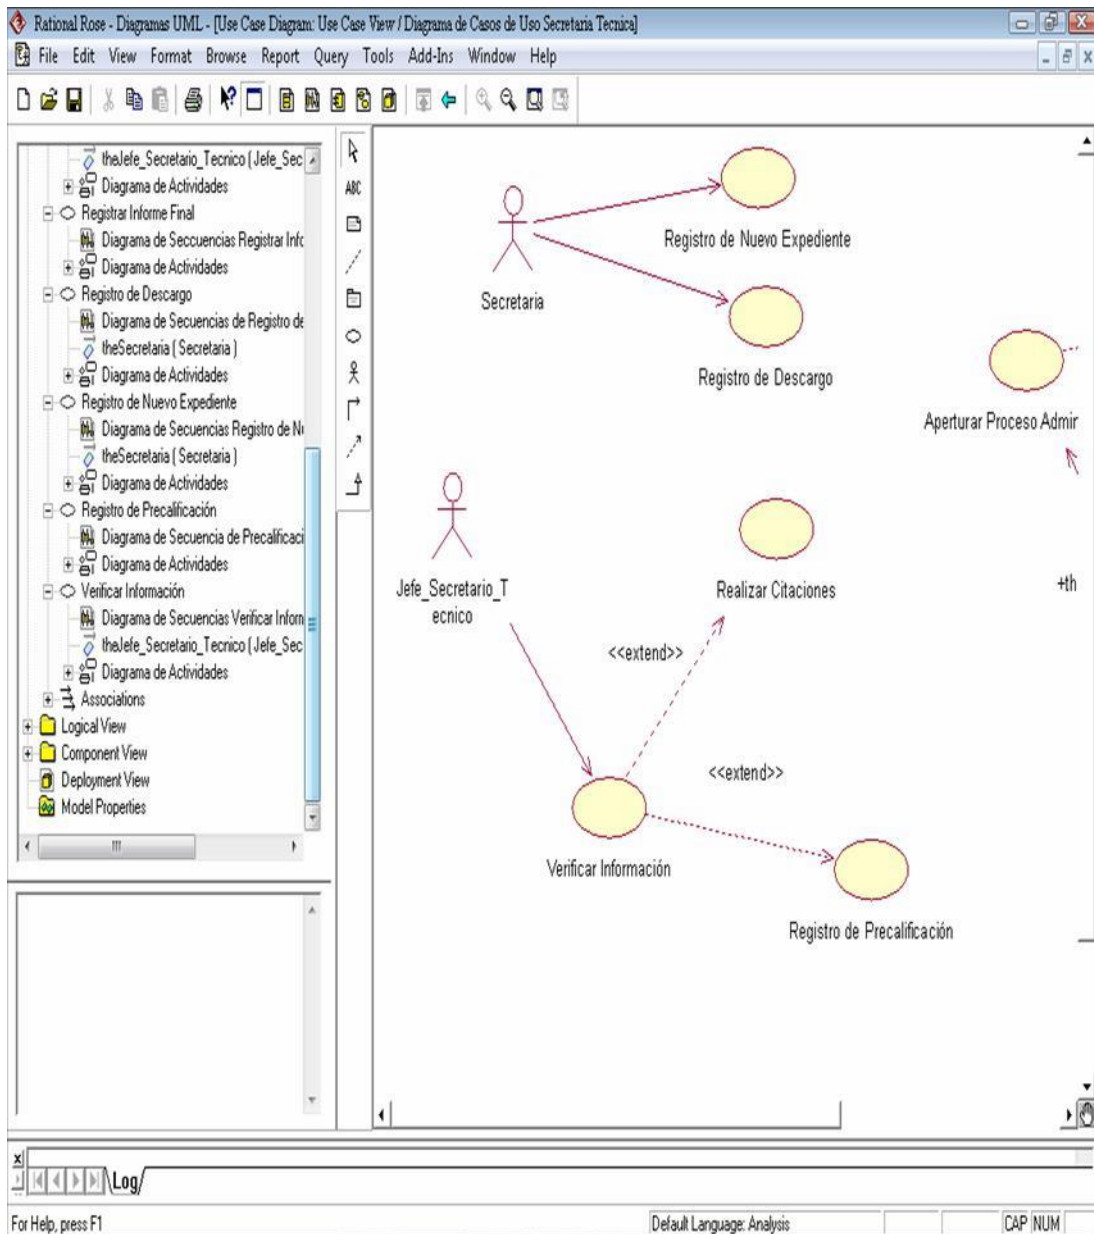 Rational Rose - Diagramas UML - [Use Case Diagram: Use Case View / Diagrama de Casos de Uso Secretaria Tecnica]
File Edit View Format Browse Report Query Tools Add-Ins Window Help
theJefe_Secretario_Tecnico ( Jefe_Sec
Diagrama de Actividades
Registrar Informe Final
Diagrama de Seccuencias Registrar Info
Diagrama de Actividades
Registro de Descargo
Diagrama de Secuencias de Registro de
theSecretaria ( Secretaria )
Diagrama de Actividades
Registro de Nuevo Expediente
Diagrama de Secuencias Registro de Nu
theSecretaria ( Secretaria )
Diagrama de Actividades
Registro de Precalificación
Diagrama de Secuencia de Precalificaci
Diagrama de Actividades
Verificar Información
Diagrama de Secuencias Verificar Inform
theJefe_Secretario_Tecnico ( Jefe_Sec
Diagrama de Actividades
Associations
Logical View
Component View
Deployment View
Model Properties
ABC
Secretaria
Registro de Nuevo Expediente
Registro de Descargo
Aperturar Proceso Admir
Jefe_Secretario_T
ecnico
Realizar Citaciones
+th
<<extend>>
<<extend>>
Verificar Información
Registro de Precalificación
Log
For Help, press F1
Default Language: Analysis
CAP NUM